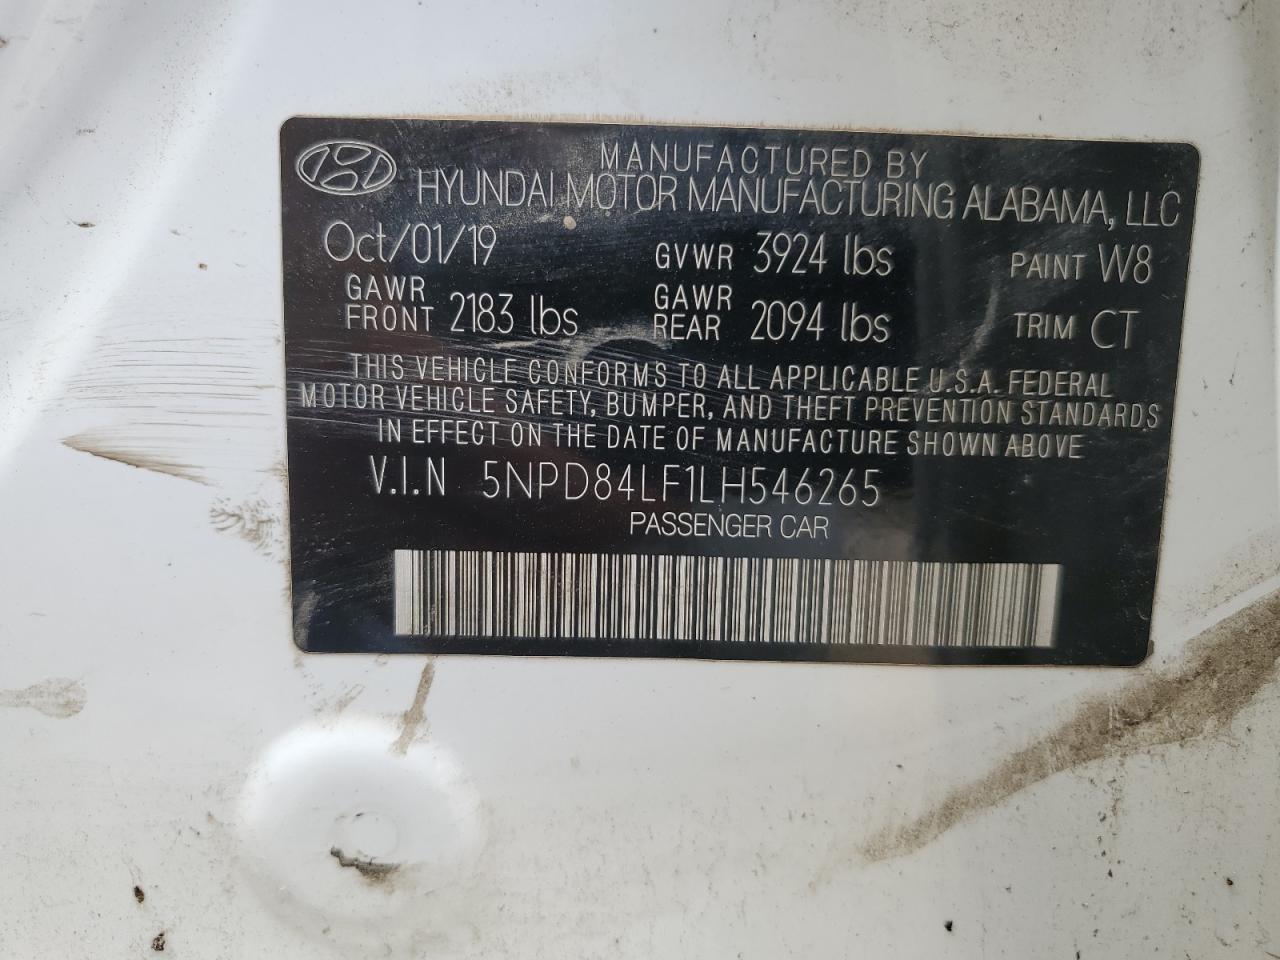 MANUFACTURED BY
HYUNDAI MOTOR MANUFACTURING ALABAMA, LLC
Oct/01/19 GVWR 3924 lbs PAINT W8
GAWR FRONT 2183 lbs GAWR REAR 2094 lbs TRIM CT
THIS VEHICLE CONFORMS TO ALL APPLICABLE U.S.A. FEDERAL
MOTOR VEHICLE SAFETY, BUMPER, AND THEFT PREVENTION STANDARDS
IN EFFECT ON THE DATE OF MANUFACTURE SHOWN ABOVE
V.I.N 5NPD84LF1LH546265
PASSENGER CAR